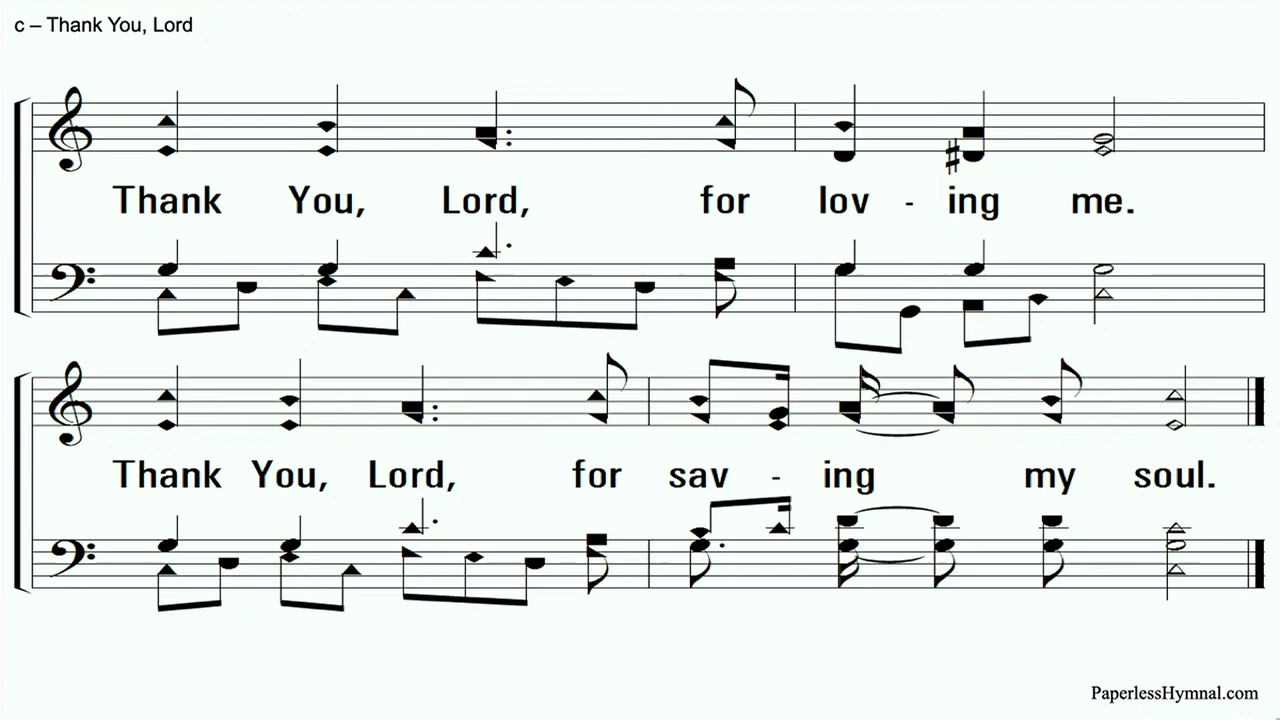 c – Thank You, Lord
Thank You, Lord, for lov - ing me.
Thank You, Lord, for sav - ing my soul.
PaperlessHymnal.com